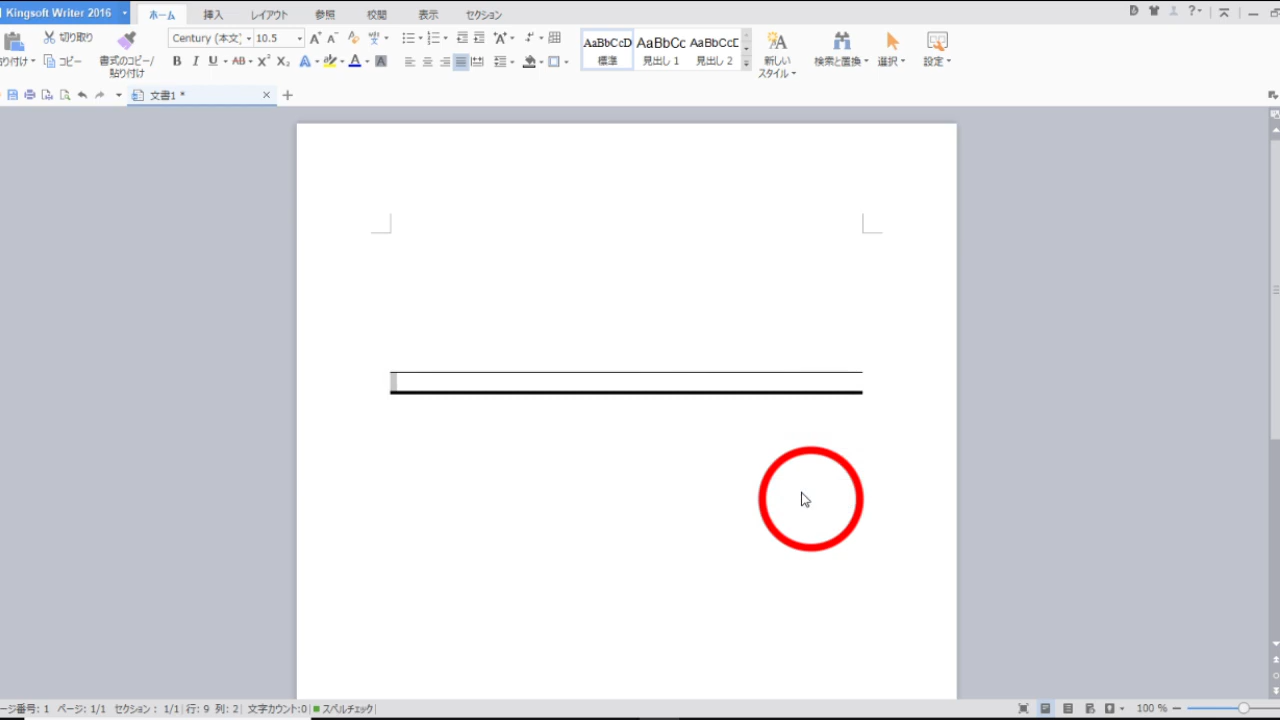 Kingsoft Writer 2016
ホーム 挿入 レイアウト 参照 校閲 表示 セクション
切り取り Century (本文) 10.5 AaBbCcD AaBbCc AaBbCcD
り付け コピー 書式のコピー/貼り付け B I U AB X² X₂ A A A 標準 見出し 1 見出し 2 新しいスタイル 検索と置換 選択 設定
文書1 *
ージ番号: 1 ページ: 1/1 セクション: 1/1 行: 9 列: 2 文字カウント:0 スペルチェック 100 %